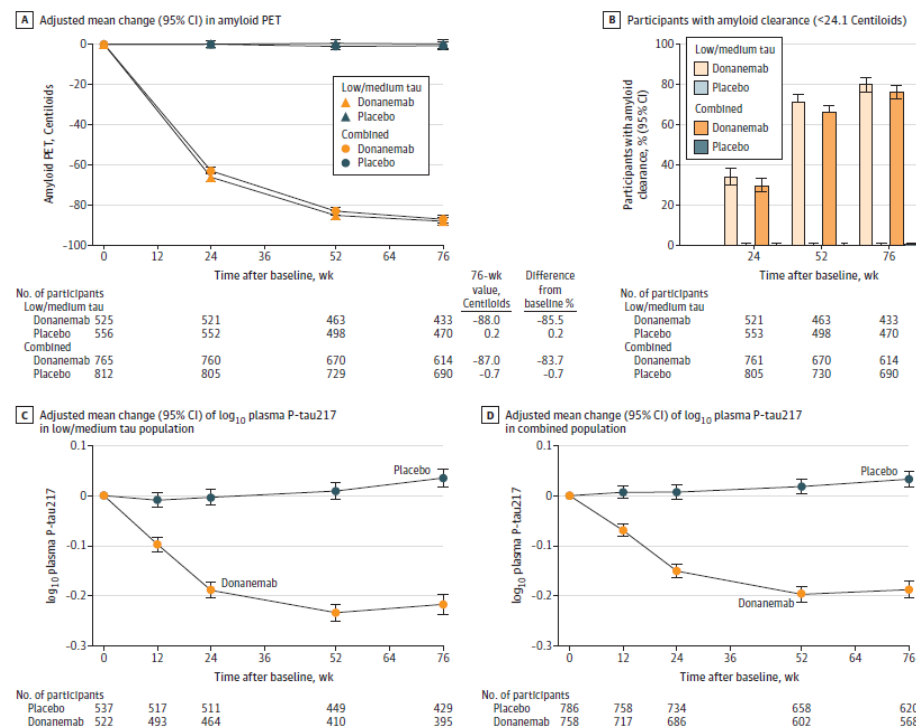 A Adjusted mean change (95% CI) in amyloid PET
0
-20
-40
-60
-80
-100
Amyloid PET, Centiloids
Low/medium tau
Donanemab
Placebo
Combined
Donanemab
Placebo
0 12 24 36 52 64 76
Time after baseline, wk
76-wk value, Centiloids
Difference from baseline %
No. of participants
Low/medium tau
Donanemab 525 521 463 433 -88.0 -85.5
Placebo 556 552 498 470 0.2 0.2
Combined
Donanemab 765 760 670 614 -87.0 -83.7
Placebo 812 805 729 690 -0.7 -0.7
B Participants with amyloid clearance (<24.1 Centiloids)
100
80
60
40
20
0
Participants with amyloid
clearance, % (95% CI)
Low/medium tau
Donanemab
Placebo
Combined
Donanemab
Placebo
24 52 76
Time after baseline, wk
No. of participants
Low/medium tau
Donanemab 521 463 433
Placebo 553 498 470
Combined
Donanemab 761 670 614
Placebo 805 730 690
C Adjusted mean change (95% CI) of log10 plasma P-tau217
in low/medium tau population
0.1
0
-0.1
-0.2
-0.3
log10 plasma P-tau217
Placebo
Donanemab
0 12 24 36 52 64 76
Time after baseline, wk
No. of participants
Placebo 537 517 511 449 429
Donanemab 522 493 464 410 395
D Adjusted mean change (95% CI) of log10 plasma P-tau217
in combined population
0.1
0
-0.1
-0.2
-0.3
log10 plasma P-tau217
Placebo
Donanemab
0 12 24 36 52 64 76
Time after baseline, wk
No. of participants
Placebo 786 758 734 658 620
Donanemab 758 717 686 602 568